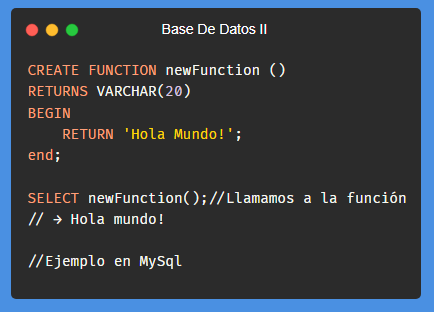 Base De Datos II
CREATE FUNCTION newFunction ()
RETURNS VARCHAR(20)
BEGIN
    RETURN 'Hola Mundo!';
end;
SELECT newFunction();//Llamamos a la función
// → Hola mundo!
//Ejemplo en MySql